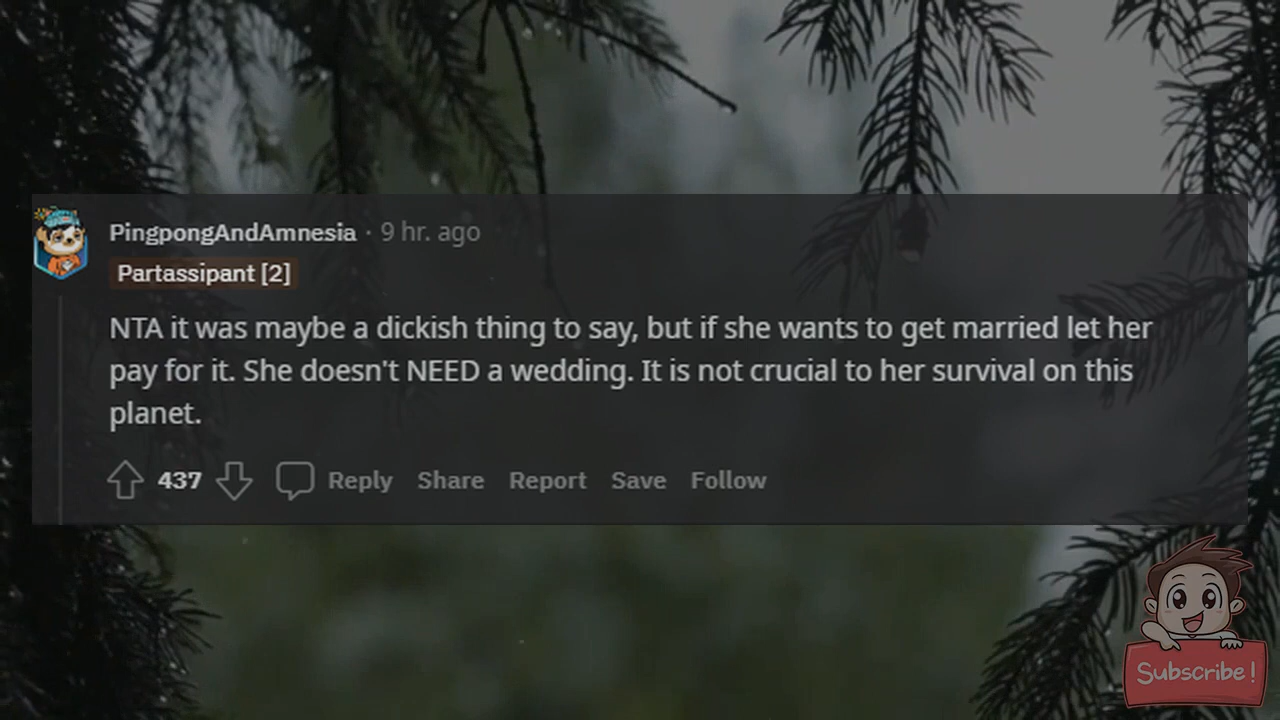 PingpongAndAmnesia · 9 hr. ago
Partassipant [2]
NTA it was maybe a dickish thing to say, but if she wants to get married let her
pay for it. She doesn't NEED a wedding. It is not crucial to her survival on this
planet.
437 Reply Share Report Save Follow
Subscribe!